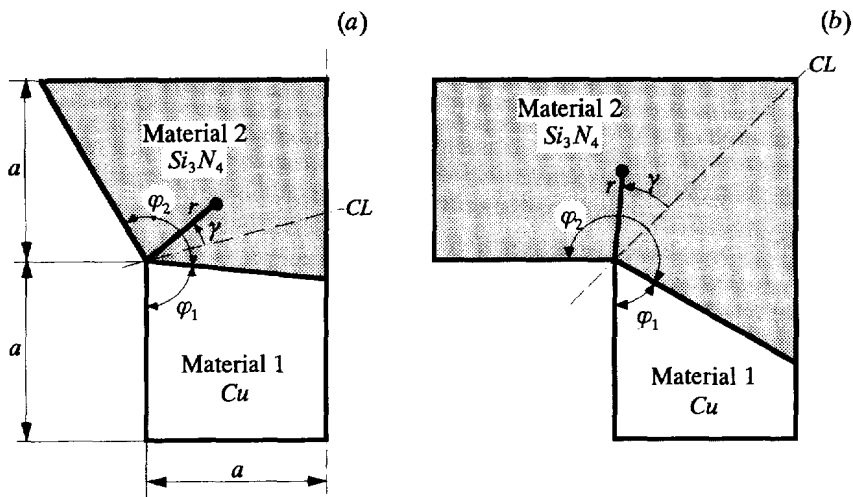 (a)
Material 2
Si₃N₄
φ₂
r
γ
CL
φ₁
Material 1
Cu
a
a
a
(b)
CL
Material 2
Si₃N₄
γ
r
φ₂
φ₁
Material 1
Cu